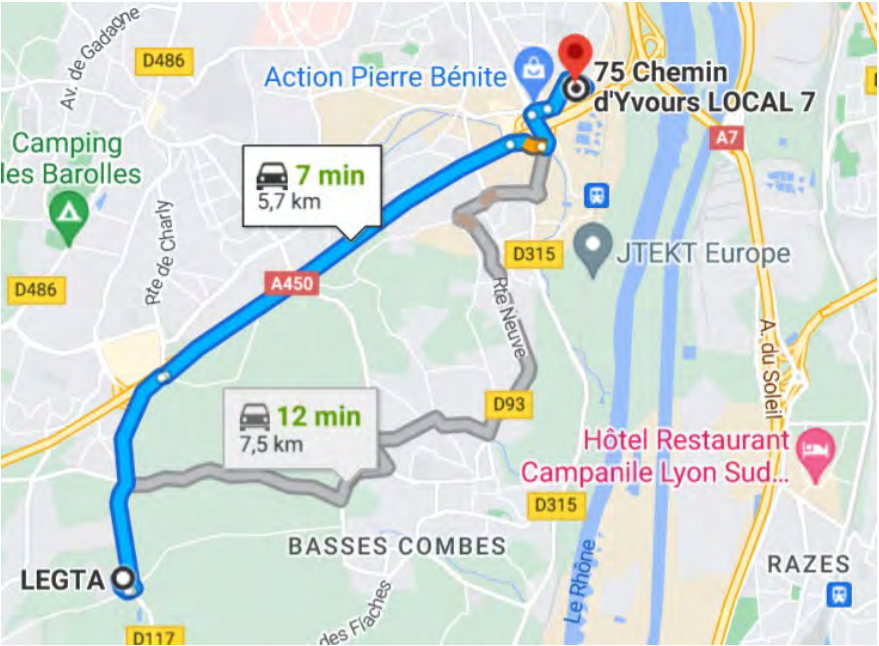 Av. de Gadagne
D486
Action Pierre Bénite
75 Chemin
d'Yvours LOCAL 7
A7
Camping
les Barolles
7 min
5,7 km
Rte de Charly
D315
JTEKT Europe
D486
A450
Rte Neuve
A. du Soleil
12 min
7,5 km
D93
Hôtel Restaurant
Campanile Lyon Sud...
D315
BASSES COMBES
Le Rhône
RAZES
LEGTA
des Flaches
D117